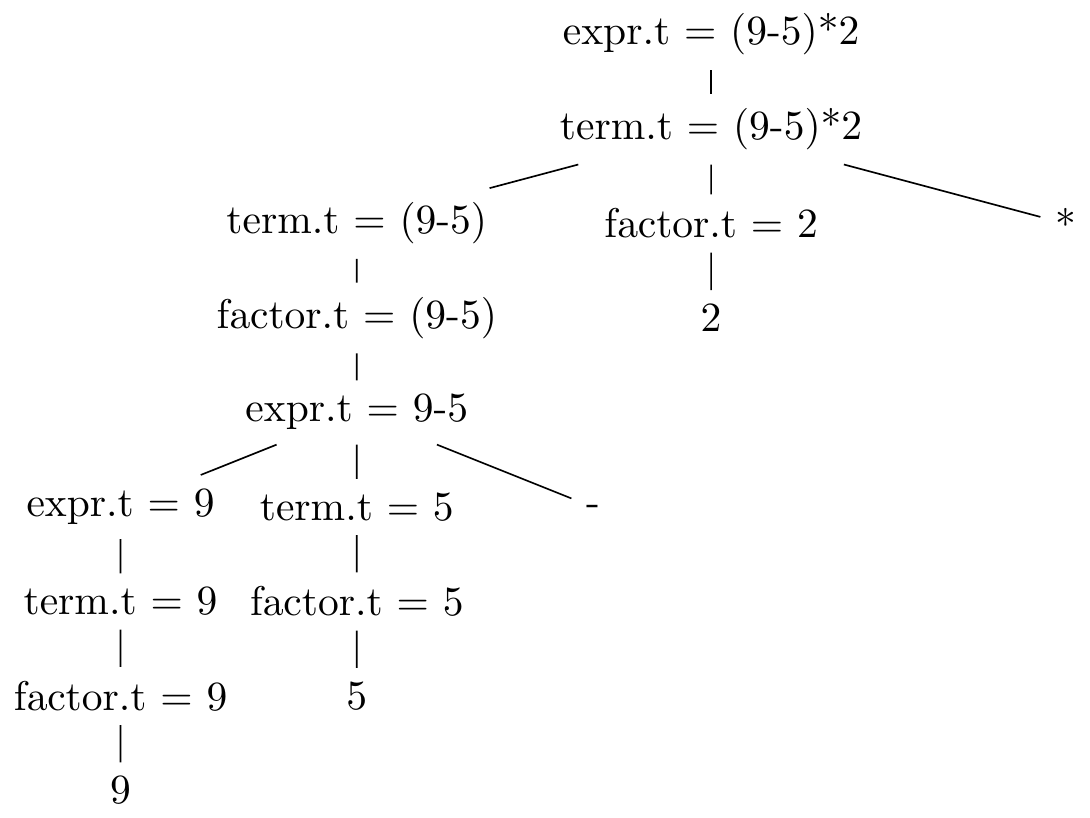 expr.t = (9-5)*2
term.t = (9-5)*2
term.t = (9-5) factor.t = 2 *
factor.t = (9-5) 2
expr.t = 9-5
expr.t = 9 term.t = 5 -
term.t = 9 factor.t = 5
factor.t = 9 5
9